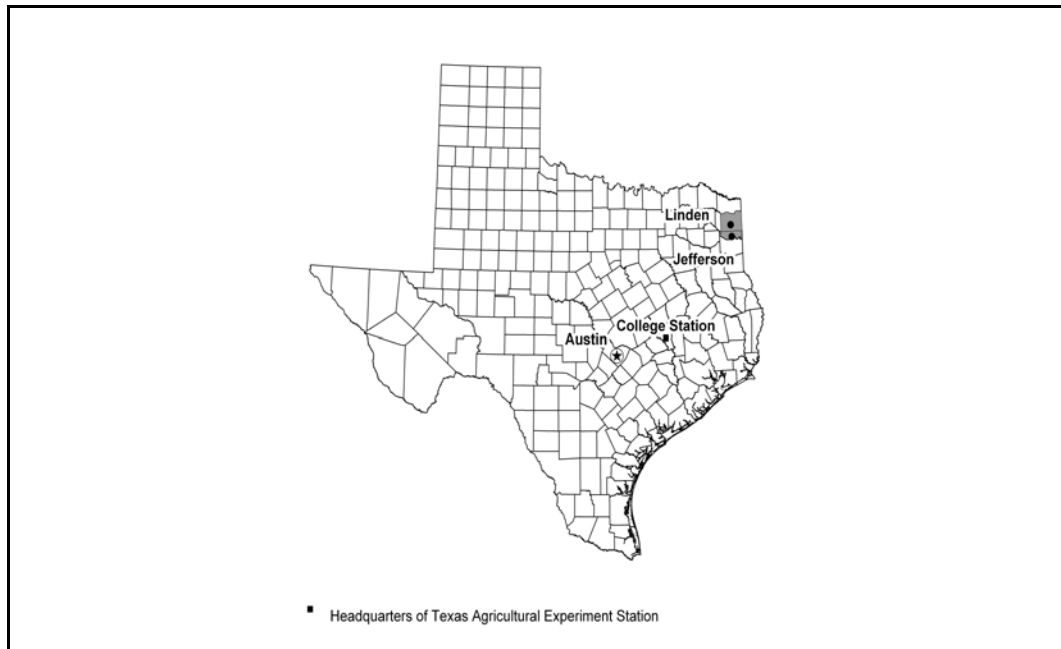 Linden
Jefferson
College Station
Austin
Headquarters of Texas Agricultural Experiment Station